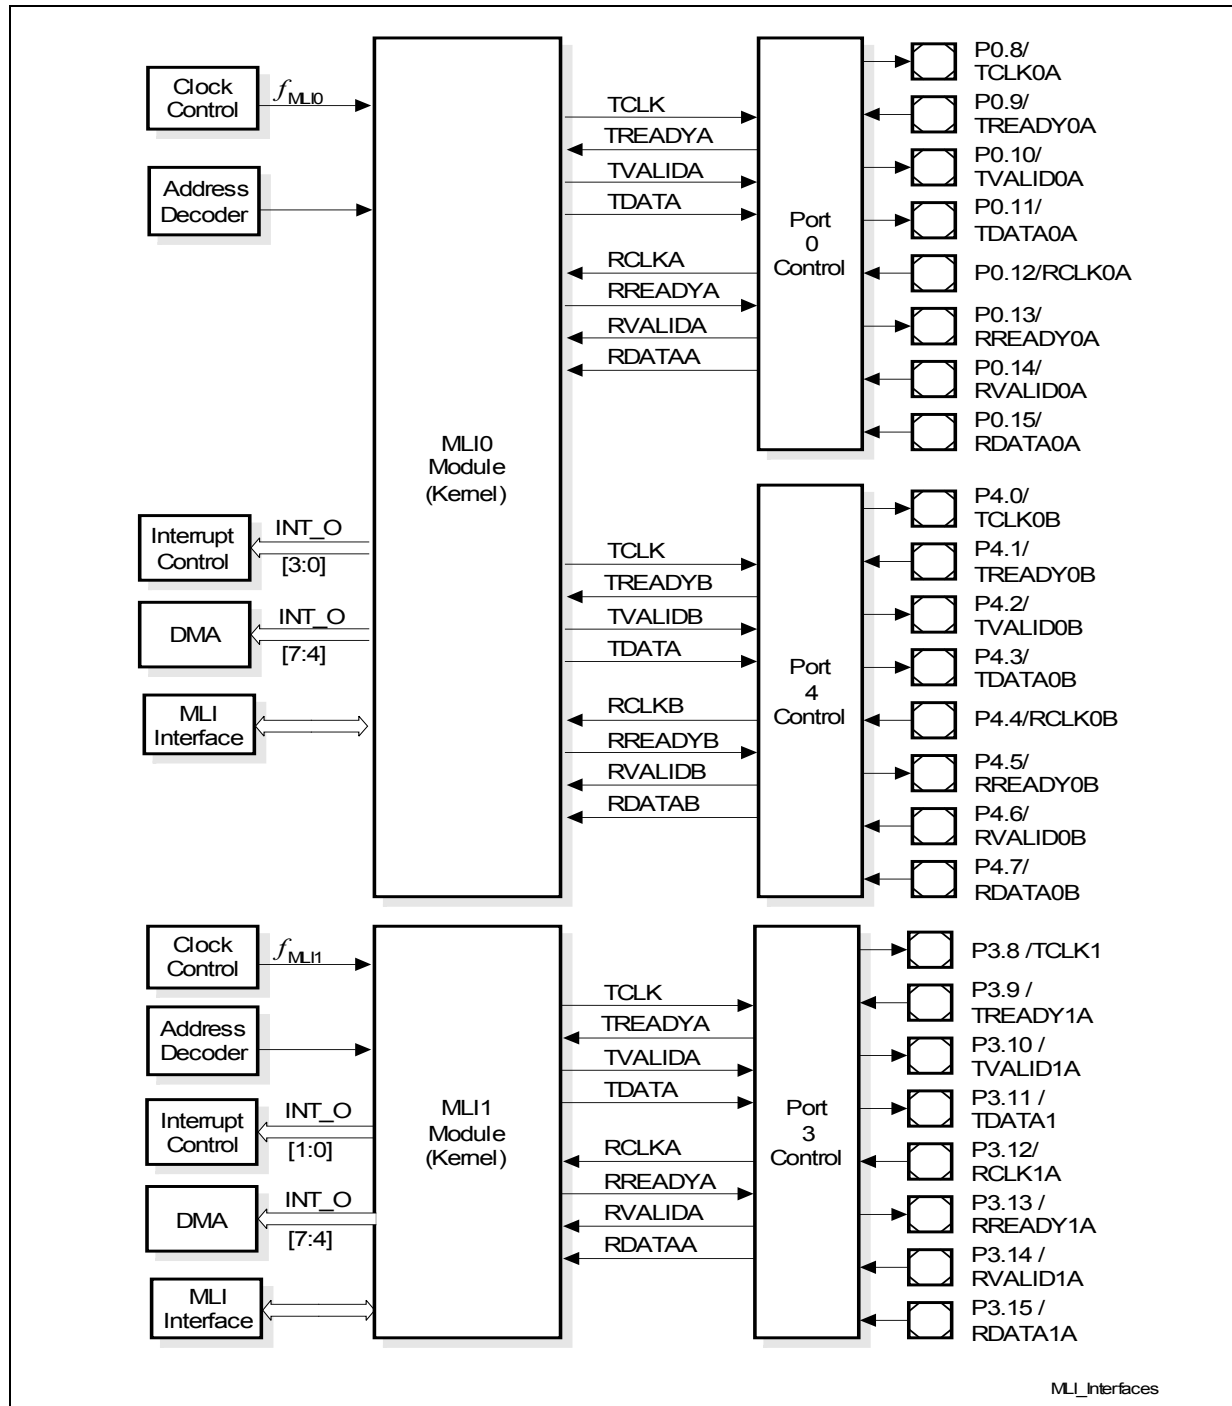 Clock
Control
fMLI0
Address
Decoder
MLI0
Module
(Kernel)
Interrupt
Control
INT_O
[3:0]
DMA
INT_O
[7:4]
MLI
Interface
TCLK
TREADYA
TVALIDA
TDATA
RCLKA
RREADYA
RVALIDA
RDATAA
Port
0
Control
P0.8/
TCLK0A
P0.9/
TREADY0A
P0.10/
TVALID0A
P0.11/
TDATA0A
P0.12/RCLK0A
P0.13/
RREADY0A
P0.14/
RVALID0A
P0.15/
RDATA0A
TCLK
TREADYB
TVALIDB
TDATA
RCLKB
RREADYB
RVALIDB
RDATAB
Port
4
Control
P4.0/
TCLK0B
P4.1/
TREADY0B
P4.2/
TVALID0B
P4.3/
TDATA0B
P4.4/RCLK0B
P4.5/
RREADY0B
P4.6/
RVALID0B
P4.7/
RDATA0B
Clock
Control
fMLI1
Address
Decoder
Interrupt
Control
INT_O
[1:0]
DMA
INT_O
[7:4]
MLI
Interface
MLI1
Module
(Kernel)
TCLK
TREADYA
TVALIDA
TDATA
RCLKA
RREADYA
RVALIDA
RDATAA
Port
3
Control
P3.8 /TCLK1
P3.9 /
TREADY1A
P3.10 /
TVALID1A
P3.11 /
TDATA1
P3.12/
RCLK1A
P3.13 /
RREADY1A
P3.14 /
RVALID1A
P3.15 /
RDATA1A
MLI_Interfaces